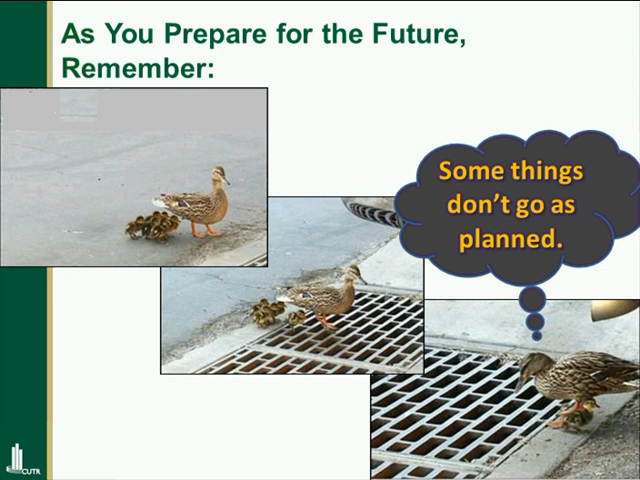 As You Prepare for the Future,
Remember:
Some things
don’t go as
planned.
CUTR